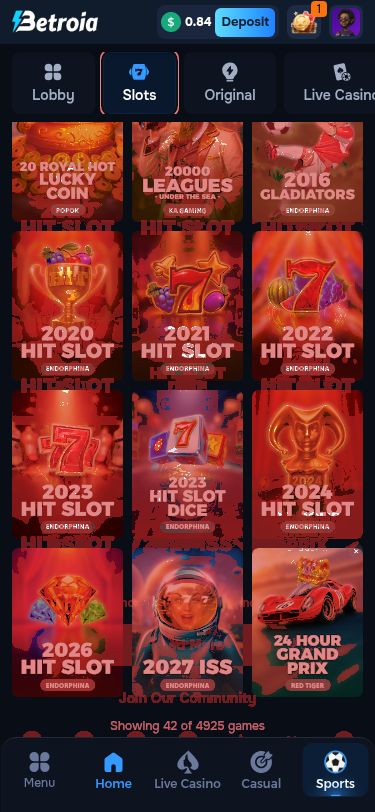 Betroia
$ 0.84 Deposit
1
Lobby
Slots
Original
Live Casino
20 ROYAL HOT
LUCKY
COIN
POPOK
20000
LEAGUES
- UNDER THE SEA -
KA GAMING
2016
GLADIATORS
ENDORPHINA
HIT
2020
HIT SLOT
ENDORPHINA
2021
HIT SLOT
ENDORPHINA
2022
HIT SLOT
ENDORPHINA
2023
HIT SLOT
ENDORPHINA
2023
HIT SLOT
DICE
ENDORPHINA
2024
HIT SLOT
ENDORPHINA
2026
HIT SLOT
ENDORPHINA
2027 ISS
ENDORPHINA
24 HOUR
GRAND
PRIX
RED TIGER
Join Our Community
Showing 42 of 4925 games
Menu
Home
Live Casino
Casual
Sports